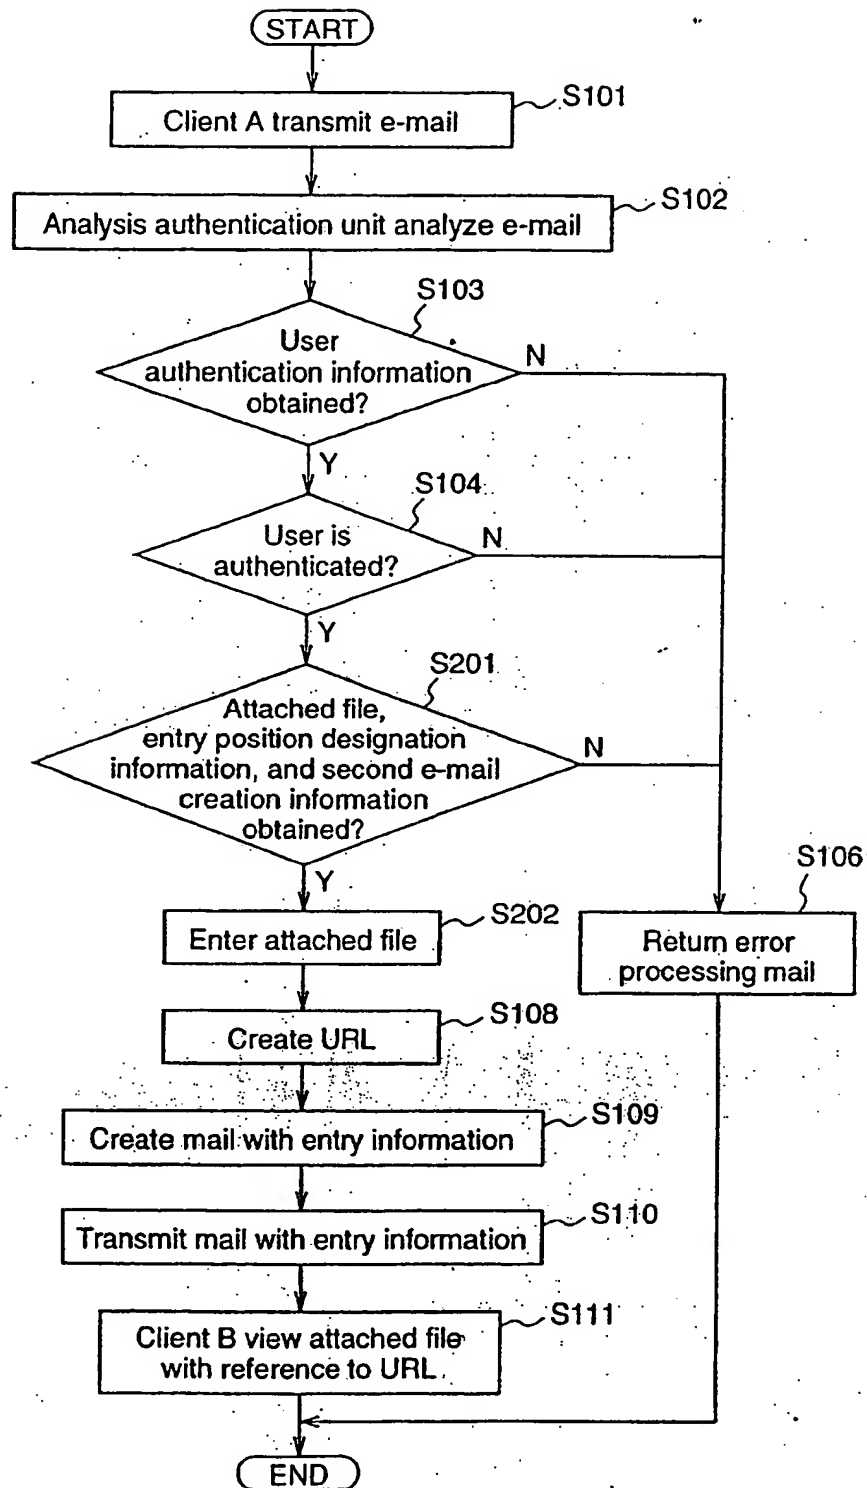 START
S101
Client A transmit e-mail
S102
Analysis authentication unit analyze e-mail
S103
User
authentication information
obtained?
N
Y
S104
User is
authenticated?
N
Y
S201
Attached file,
entry position designation
information, and second e-mail
creation information
obtained?
N
Y
S106
S202
Enter attached file
Return error
processing mail
S108
Create URL
S109
Create mail with entry information
S110
Transmit mail with entry information
S111
Client B view attached file
with reference to URL
END